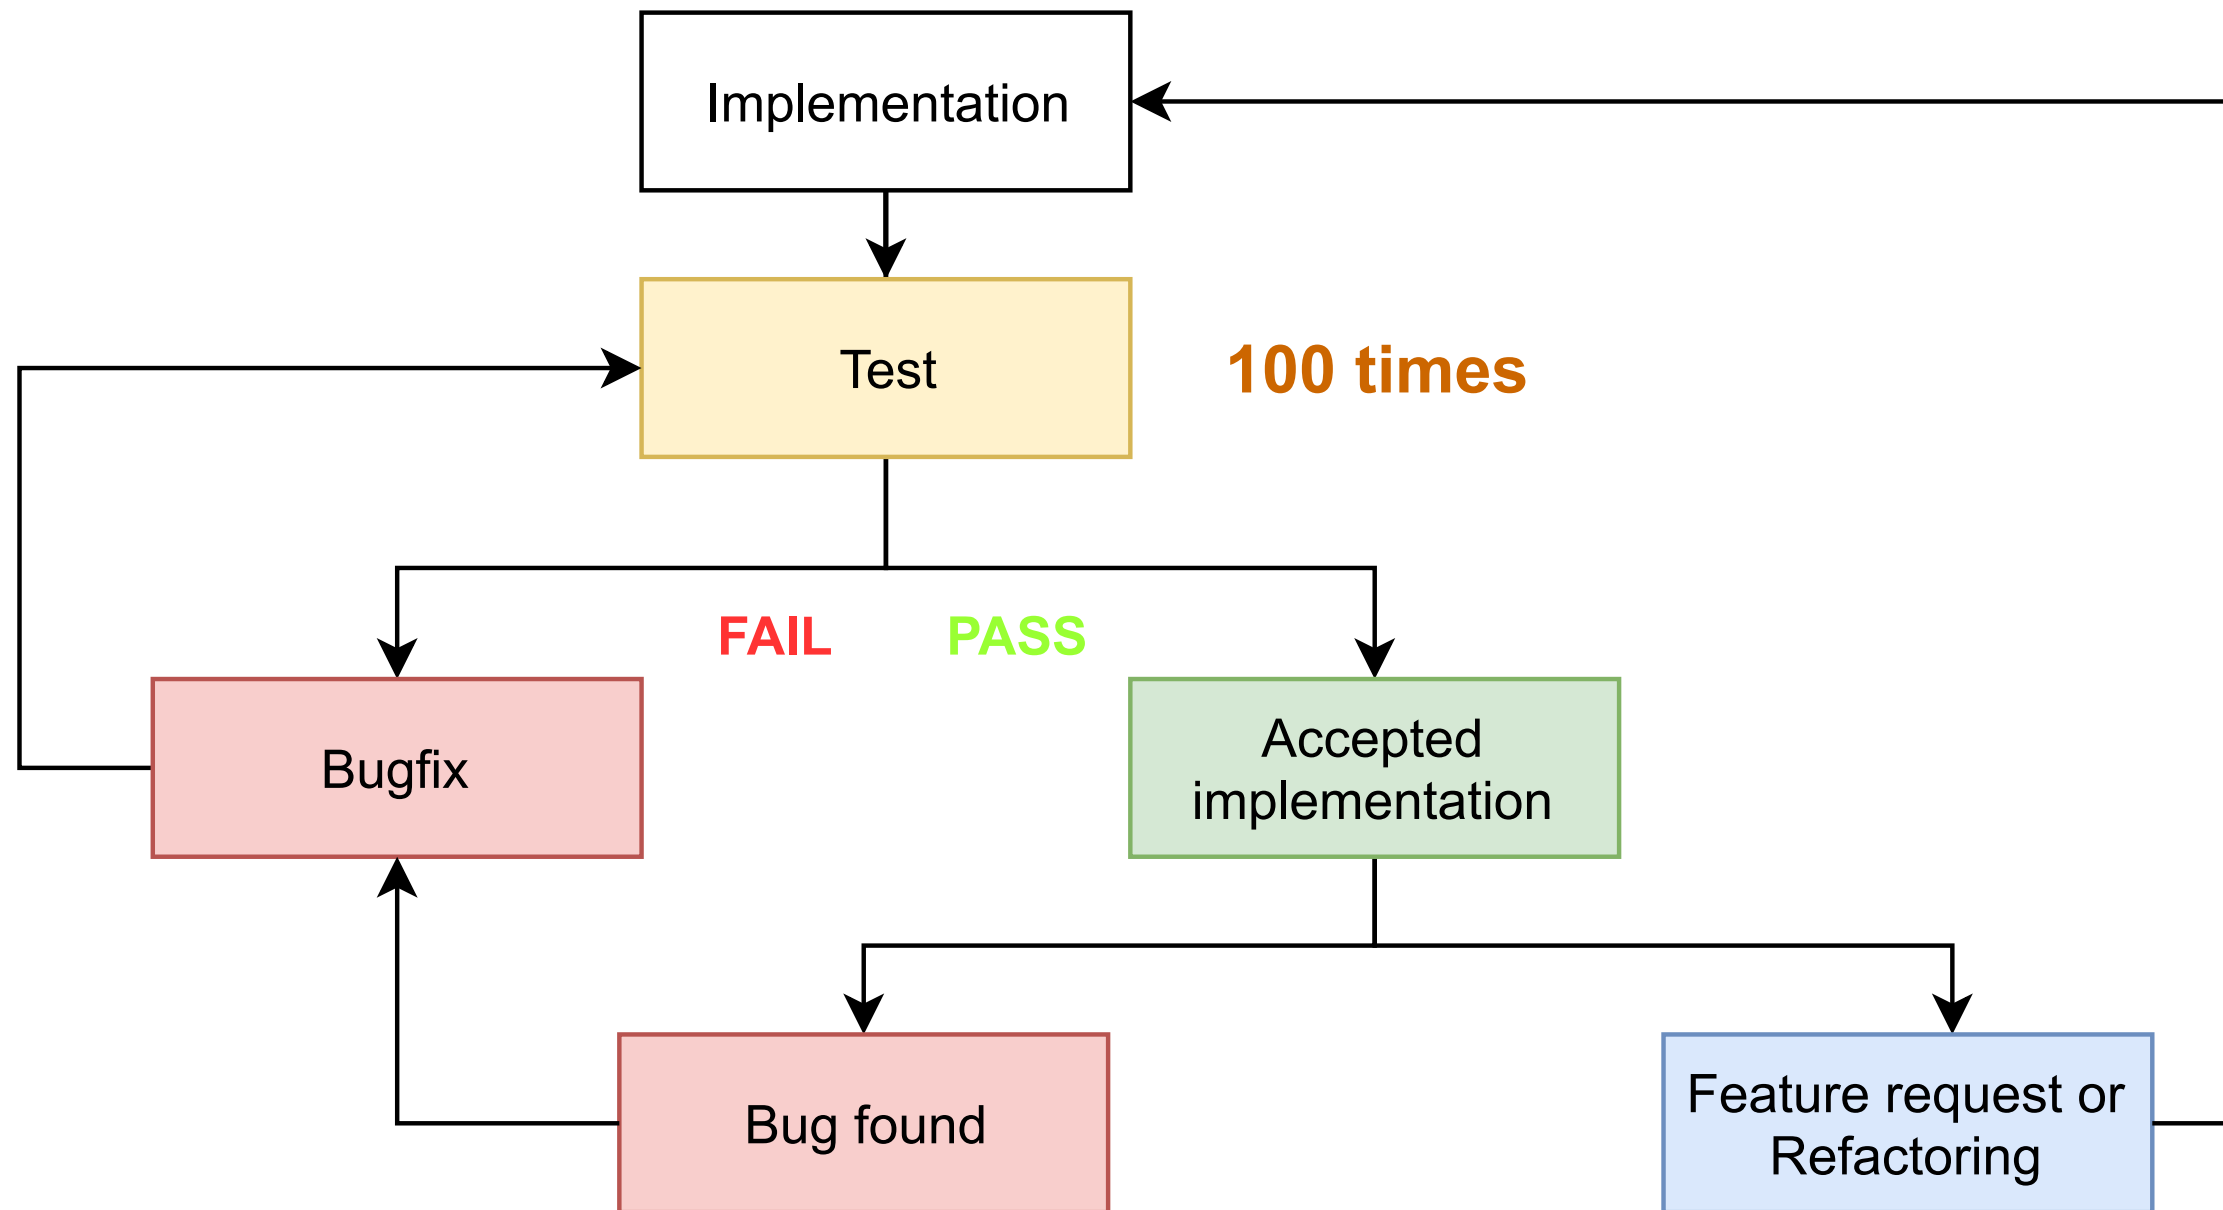 Implementation
Test
100 times
FAIL
PASS
Bugfix
Accepted
implementation
Bug found
Feature request or
Refactoring